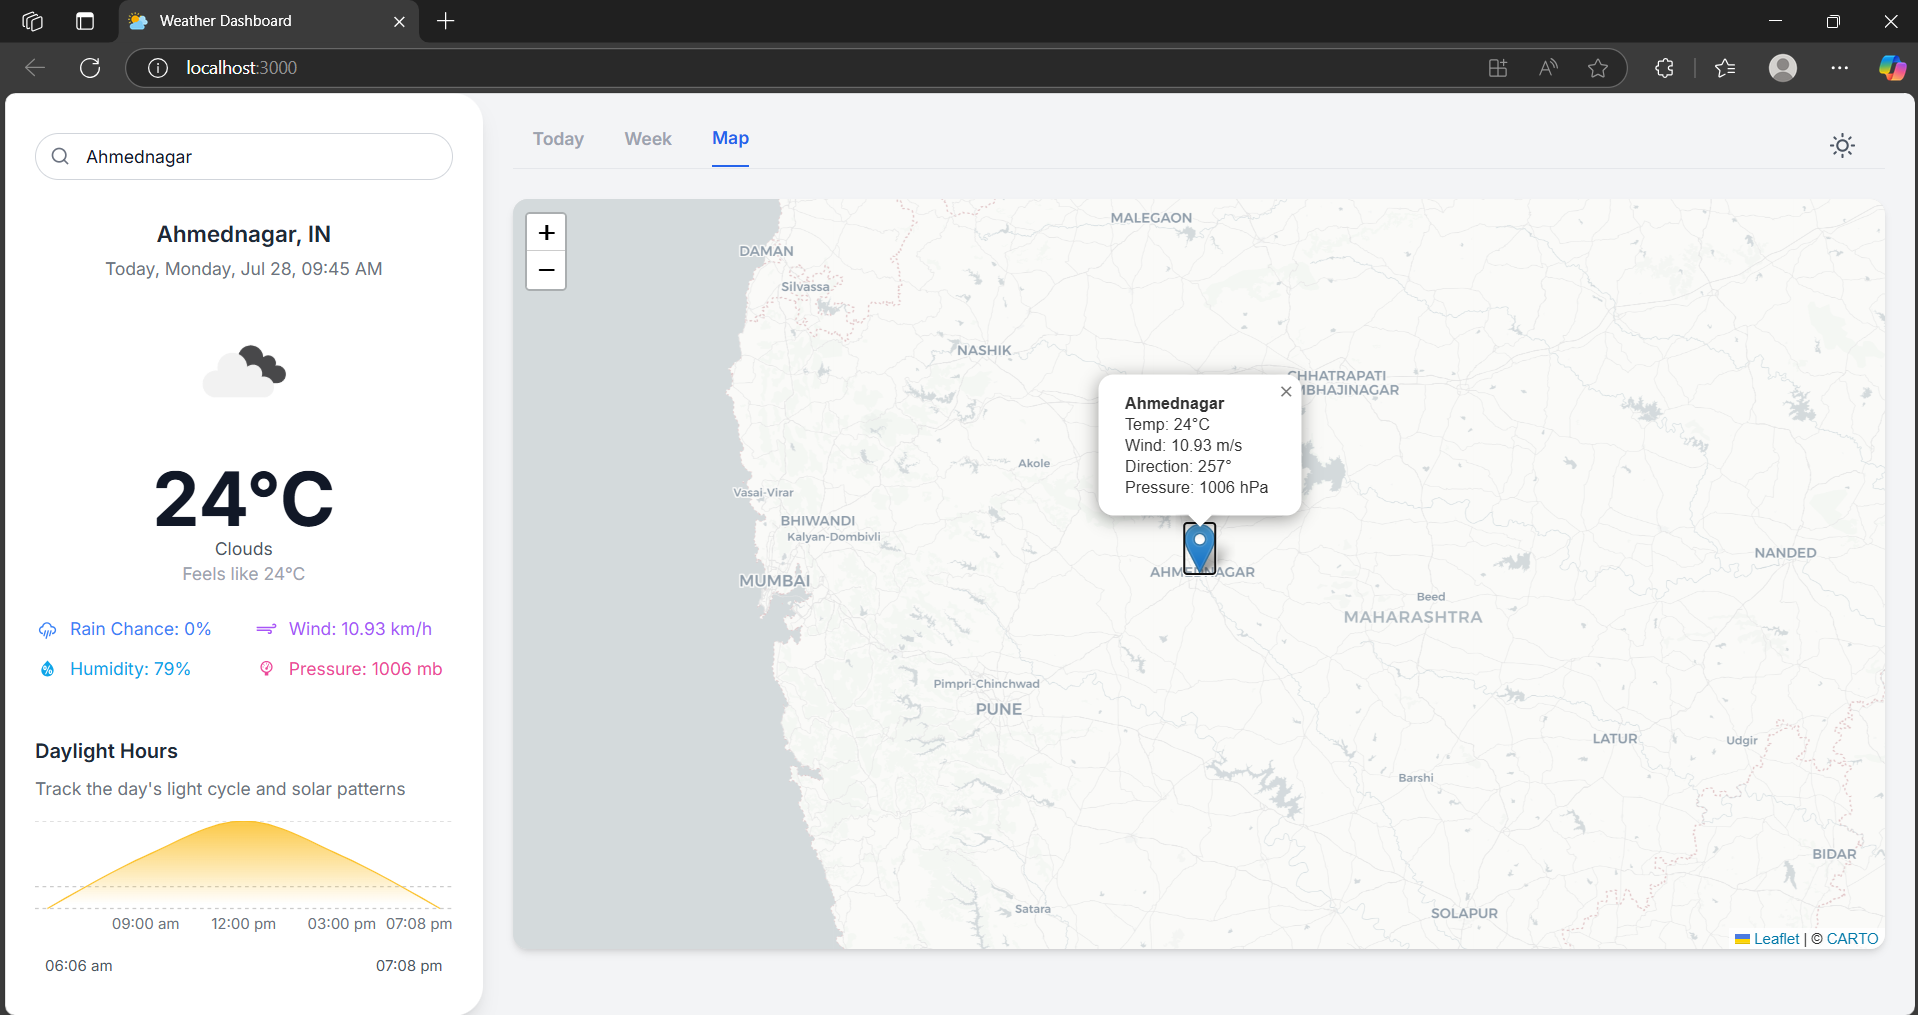 Weather Dashboard
localhost:3000
Ahmednagar
Ahmednagar, IN
Today, Monday, Jul 28, 09:45 AM
24°C
Clouds
Feels like 24°C
Rain Chance: 0%
Wind: 10.93 km/h
Humidity: 79%
Pressure: 1006 mb
Daylight Hours
Track the day's light cycle and solar patterns
09:00 am 12:00 pm 03:00 pm 07:08 pm
06:06 am 07:08 pm
Today Week Map
+
−
MALEGAON
DAMAN
Silvassa
NASHIK
CHHATRAPATI
MBHAJINAGAR
Ahmednagar
Temp: 24°C
Wind: 10.93 m/s
Direction: 257°
Pressure: 1006 hPa
Akole
Vasai-Virar
BHIWANDI
Kalyan-Dombivli
MUMBAI
AHMEDNAGAR
NANDED
Beed
MAHARASHTRA
Pimpri-Chinchwad
PUNE
LATUR
Udgir
Barshi
BIDAR
Satara
SOLAPUR
Leaflet | © CARTO